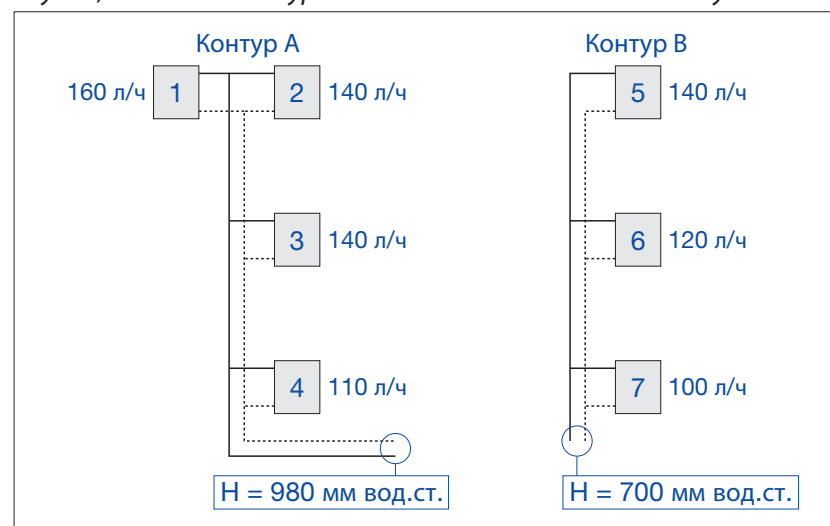 Контур А Контур В
160 л/ч 1 2 140 л/ч 5 140 л/ч
3 140 л/ч 6 120 л/ч
4 110 л/ч 7 100 л/ч
H = 980 мм вод.ст. H = 700 мм вод.ст.